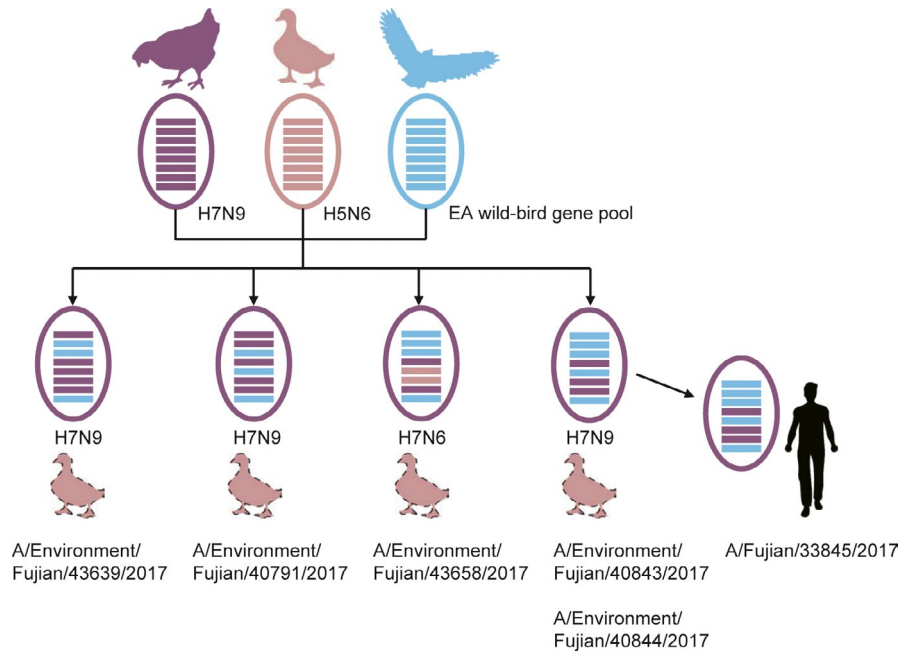 H7N9
H5N6
EA wild-bird gene pool
H7N9
H7N9
H7N6
H7N9
A/Environment/
Fujian/43639/2017
A/Environment/
Fujian/40791/2017
A/Environment/
Fujian/43658/2017
A/Environment/
Fujian/40843/2017
A/Environment/
Fujian/40844/2017
A/Fujian/33845/2017